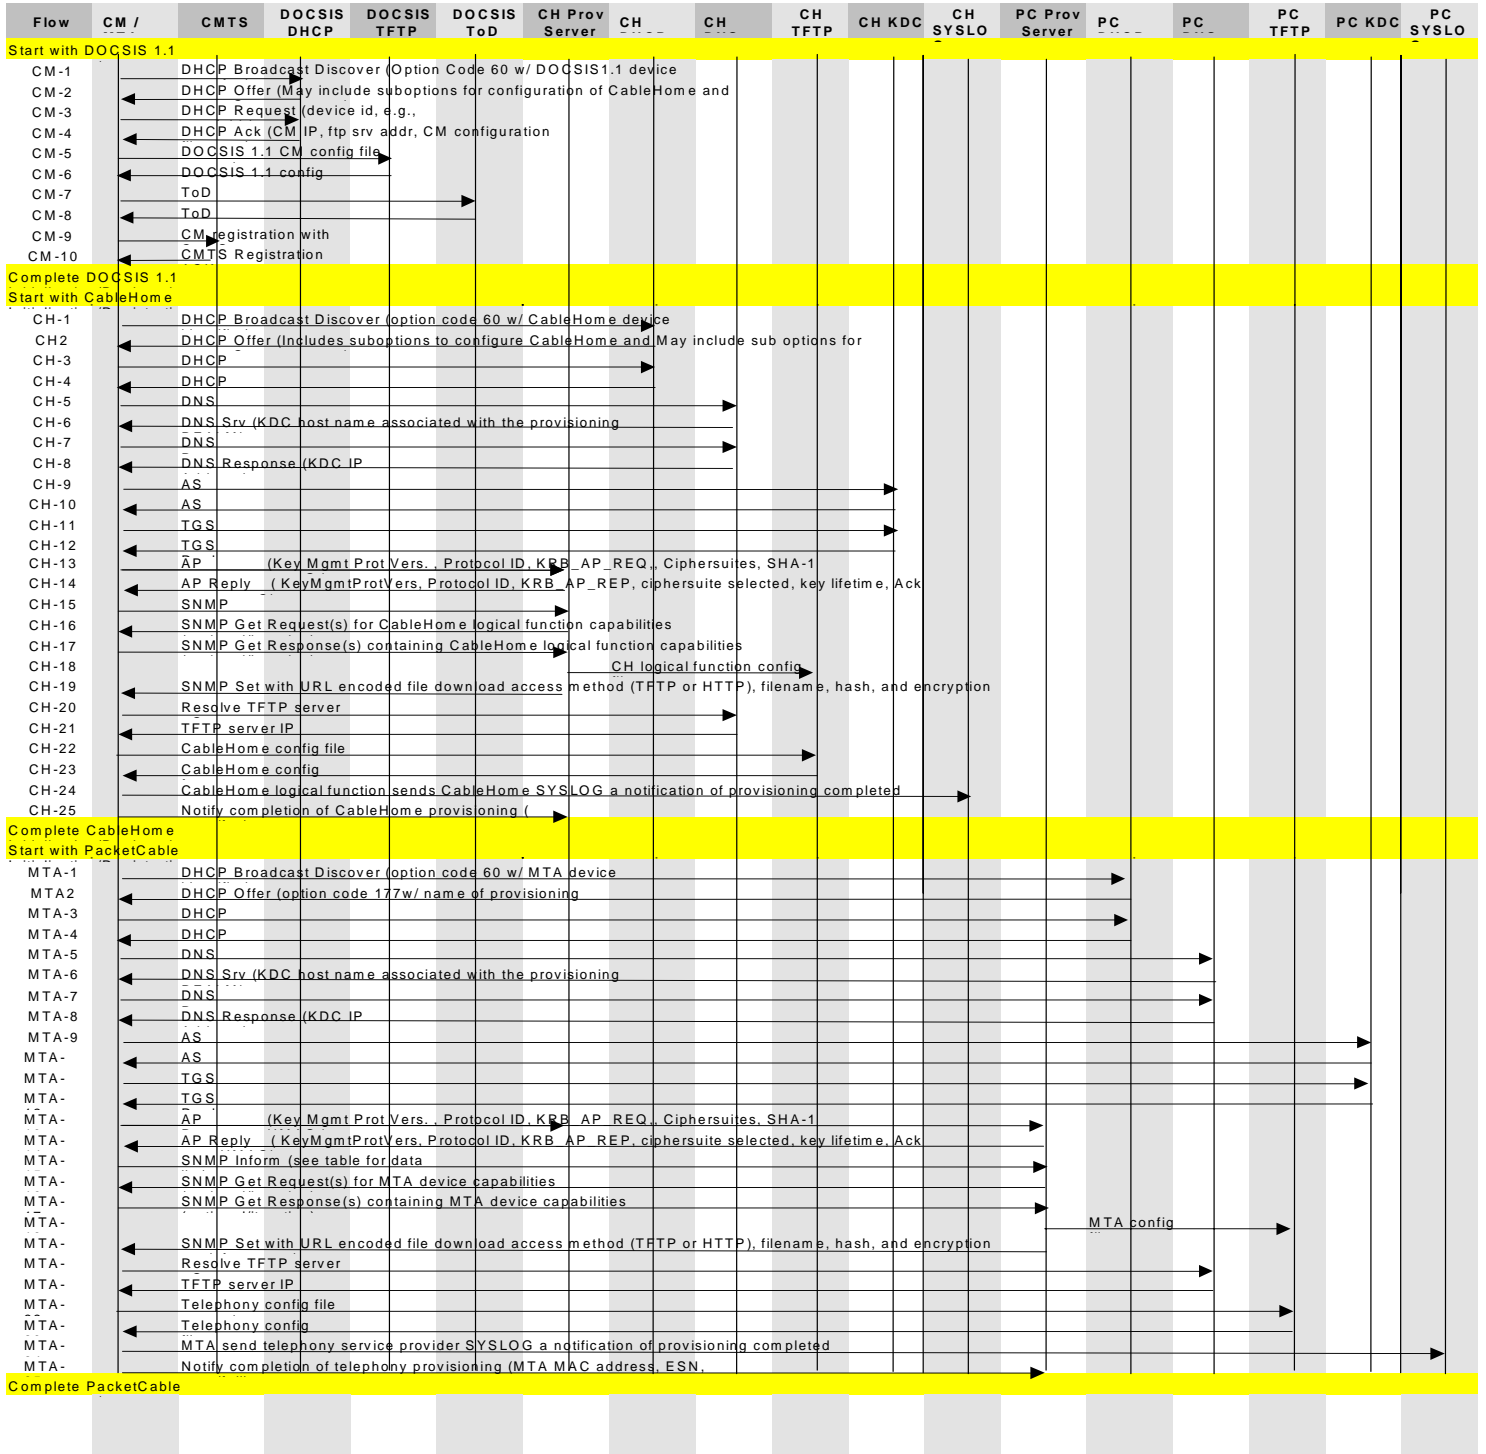 Flow CM / CMTS DOCSIS DHCP DOCSIS TFTP DOCSIS ToD CH Prov Server CH CH CH TFTP CH KDC CH SYSLO PC Prov Server PC PC PC TFTP PC KDC PC SYSLO
Start with DOCSIS 1.1
CM-1 DHCP Broadcast Discover (Option Code 60 w/ DOCSIS1.1 device
CM-2 DHCP Offer (May include suboptions for configuration of CableHome and
CM-3 DHCP Request (device id, e.g.,
CM-4 DHCP Ack (CM IP, ftp srv addr, CM configuration
CM-5 DOCSIS 1.1 CM config file
CM-6 DOCSIS 1.1 config
CM-7 ToD
CM-8 ToD
CM-9 CM registration with
CM-10 CMTS Registration
Complete DOCSIS 1.1
Start with CableHome
CH-1 DHCP Broadcast Discover (option code 60 w/ CableHome device
CH2 DHCP Offer (Includes suboptions to configure CableHome and May include sub options for
CH-3 DHCP
CH-4 DHCP
CH-5 DNS
CH-6 DNS Srv (KDC host name associated with the provisioning
CH-7 DNS
CH-8 DNS Response (KDC IP
CH-9 AS
CH-10 AS
CH-11 TGS
CH-12 TGS
CH-13 AP (Key Mgmt Prot Vers. , Protocol ID, KRB_AP_REQ,, Ciphersuites, SHA-1
CH-14 AP Reply ( KeyMgmtProtVers, Protocol ID, KRB_AP_REP, ciphersuite selected, key lifetime, Ack
CH-15 SNMP
CH-16 SNMP Get Request(s) for CableHome logical function capabilities
CH-17 SNMP Get Response(s) containing CableHome logical function capabilities
CH-18 CH logical function config
CH-19 SNMP Set with URL encoded file download access method (TFTP or HTTP), filename, hash, and encryption
CH-20 Resolve TFTP server
CH-21 TFTP server IP
CH-22 CableHome config file
CH-23 CableHome config
CH-24 CableHome logical function sends CableHome SYSLOG a notification of provisioning completed
CH-25 Notify completion of CableHome provisioning (
Complete CableHome
Start with PacketCable
MTA-1 DHCP Broadcast Discover (option code 60 w/ MTA device
MTA2 DHCP Offer (option code 177w/ name of provisioning
MTA-3 DHCP
MTA-4 DHCP
MTA-5 DNS
MTA-6 DNS Srv (KDC host name associated with the provisioning
MTA-7 DNS
MTA-8 DNS Response (KDC IP
MTA-9 AS
MTA- AS
MTA- TGS
MTA- TGS
MTA- AP (Key Mgmt Prot Vers. , Protocol ID, KRB_AP_REQ,, Ciphersuites, SHA-1
MTA- AP Reply ( KeyMgmtProtVers, Protocol ID, KRB_AP_REP, ciphersuite selected, key lifetime, Ack
MTA- SNMP Inform (see table for data
MTA- SNMP Get Request(s) for MTA device capabilities
MTA- SNMP Get Response(s) containing MTA device capabilities
MTA- MTA config
MTA- SNMP Set with URL encoded file download access method (TFTP or HTTP), filename, hash, and encryption
MTA- Resolve TFTP server
MTA- TFTP server IP
MTA- Telephony config file
MTA- Telephony config
MTA- MTA send telephony service provider SYSLOG a notification of provisioning completed
MTA- Notify completion of telephony provisioning (MTA MAC address, ESN,
Complete PacketCable